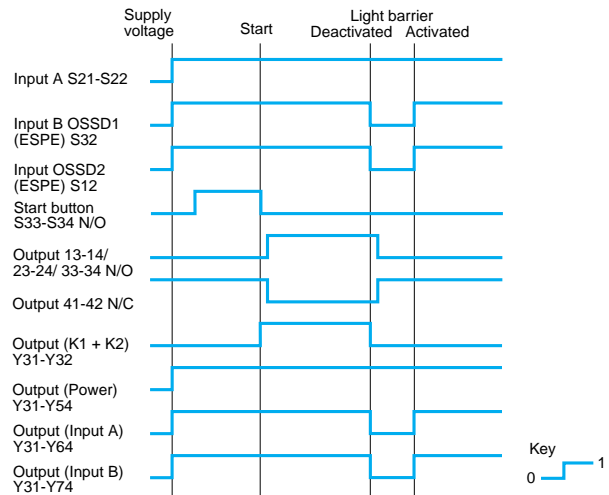 Supply
voltage
Start
Light barrier
Deactivated Activated
Input A S21-S22
Input B OSSD1
(ESPE) S32
Input OSSD2
(ESPE) S12
Start button
S33-S34 N/O
Output 13-14/
23-24/ 33-34 N/O
Output 41-42 N/C
Output (K1 + K2)
Y31-Y32
Output (Power)
Y31-Y54
Output (Input A)
Y31-Y64
Output (Input B)
Y31-Y74
Key
0 1